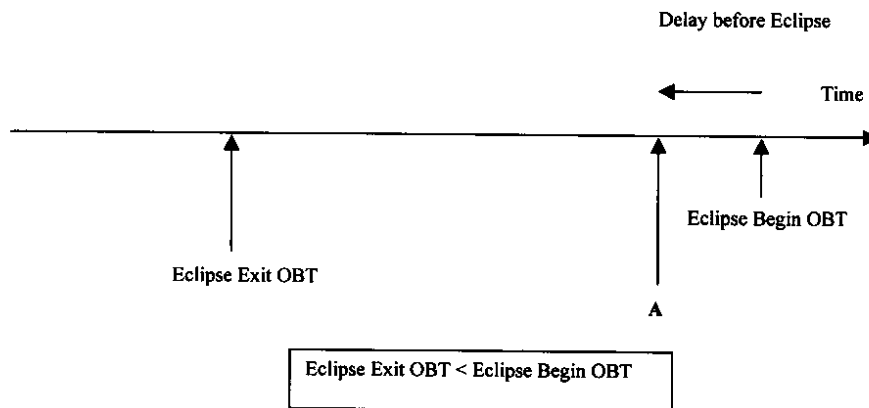 Delay before Eclipse
Time
Eclipse Begin OBT
Eclipse Exit OBT
A
Eclipse Exit OBT < Eclipse Begin OBT